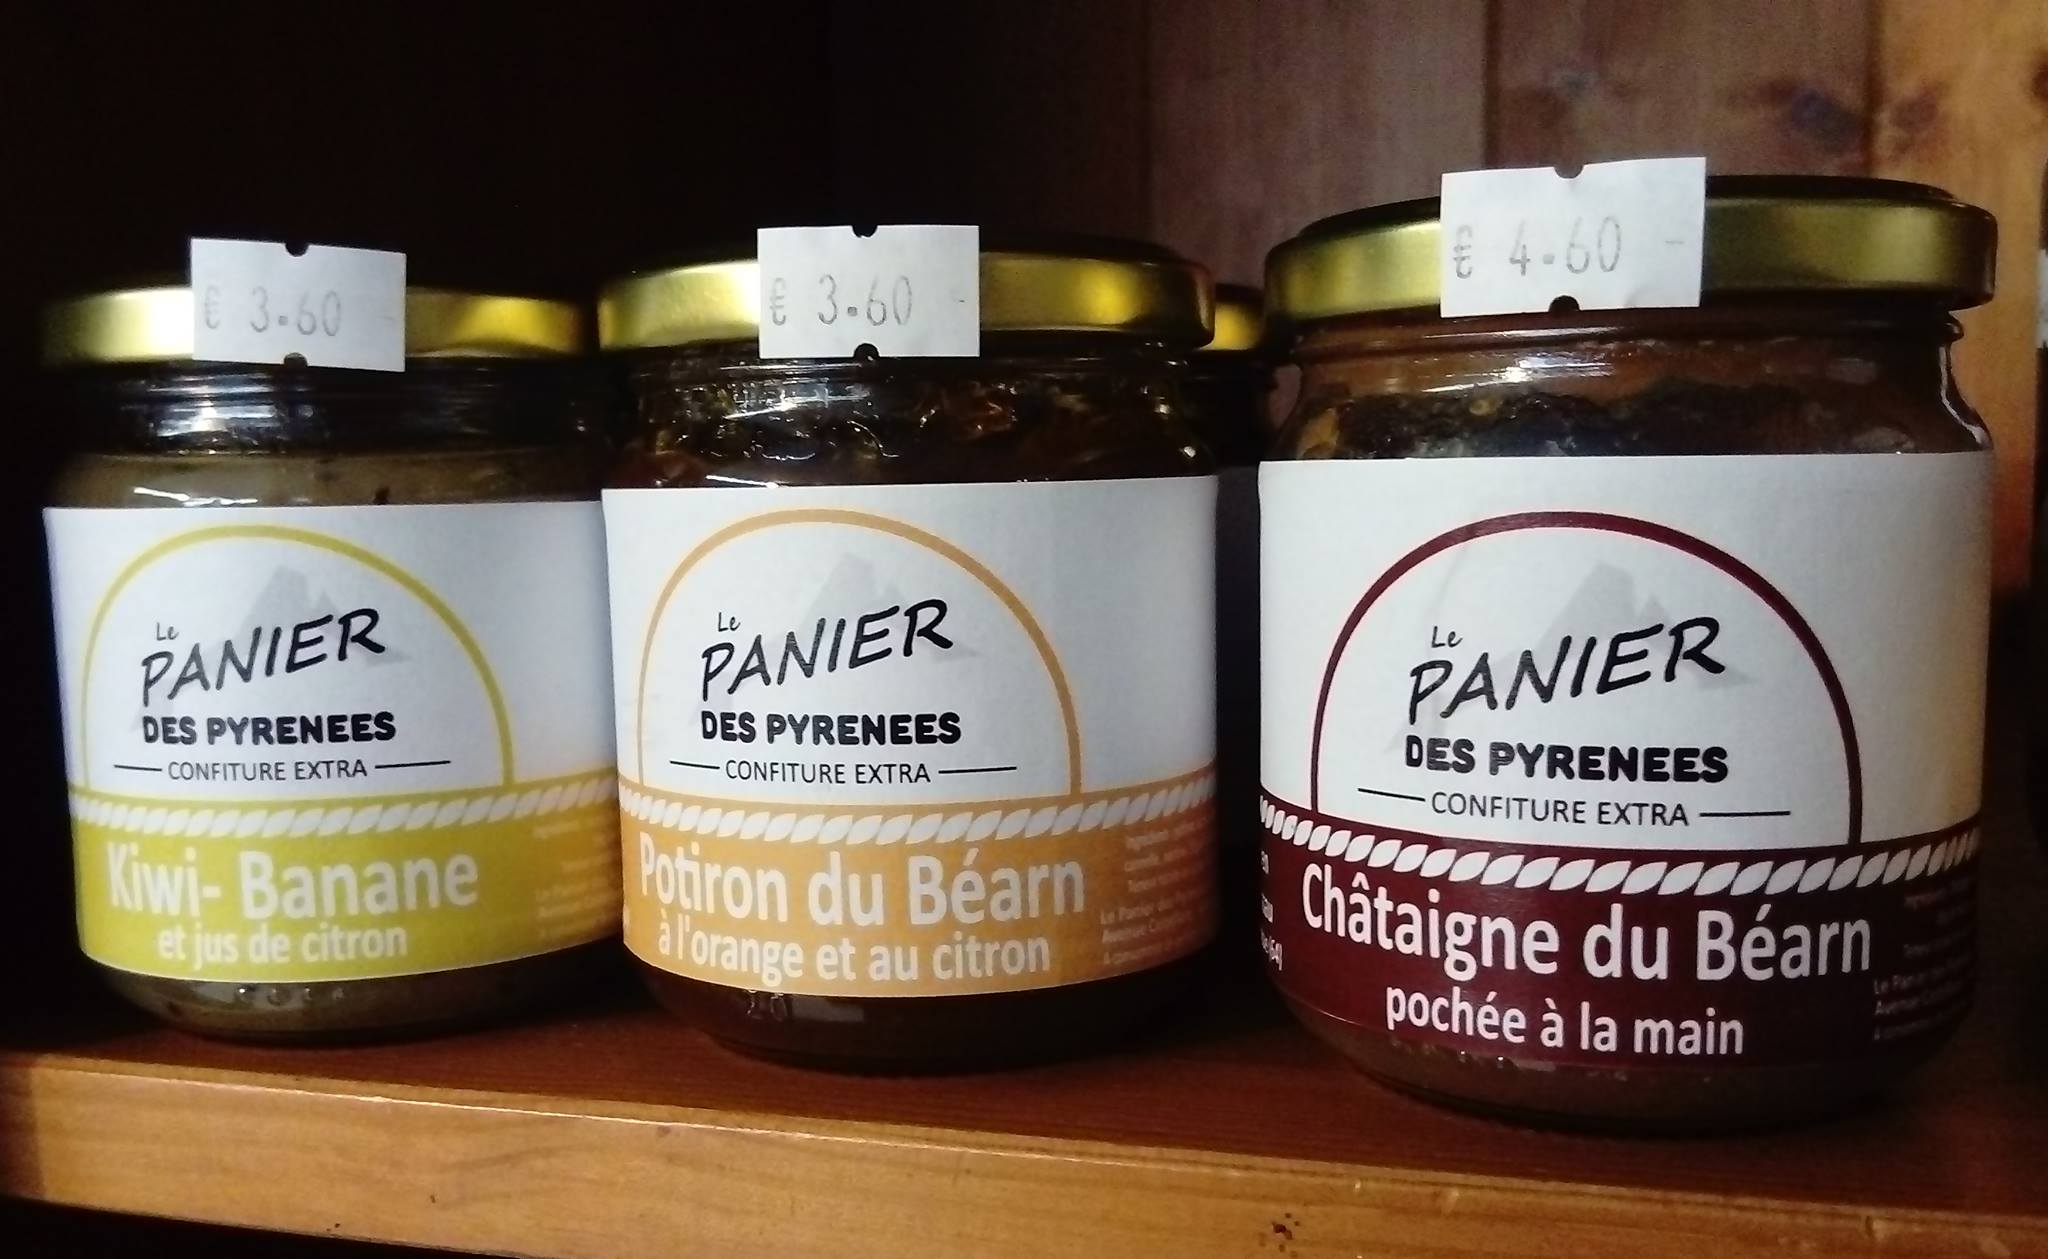 € 3.60
Le
PANIER
DES PYRENEES
CONFITURE EXTRA
Kiwi- Banane
et jus de citron
€ 3.60
Le
PANIER
DES PYRENEES
CONFITURE EXTRA
Potiron du Béarn
à l'orange et au citron
€ 4.60
Le
PANIER
DES PYRENEES
CONFITURE EXTRA
Châtaigne du Béarn
pochée à la main